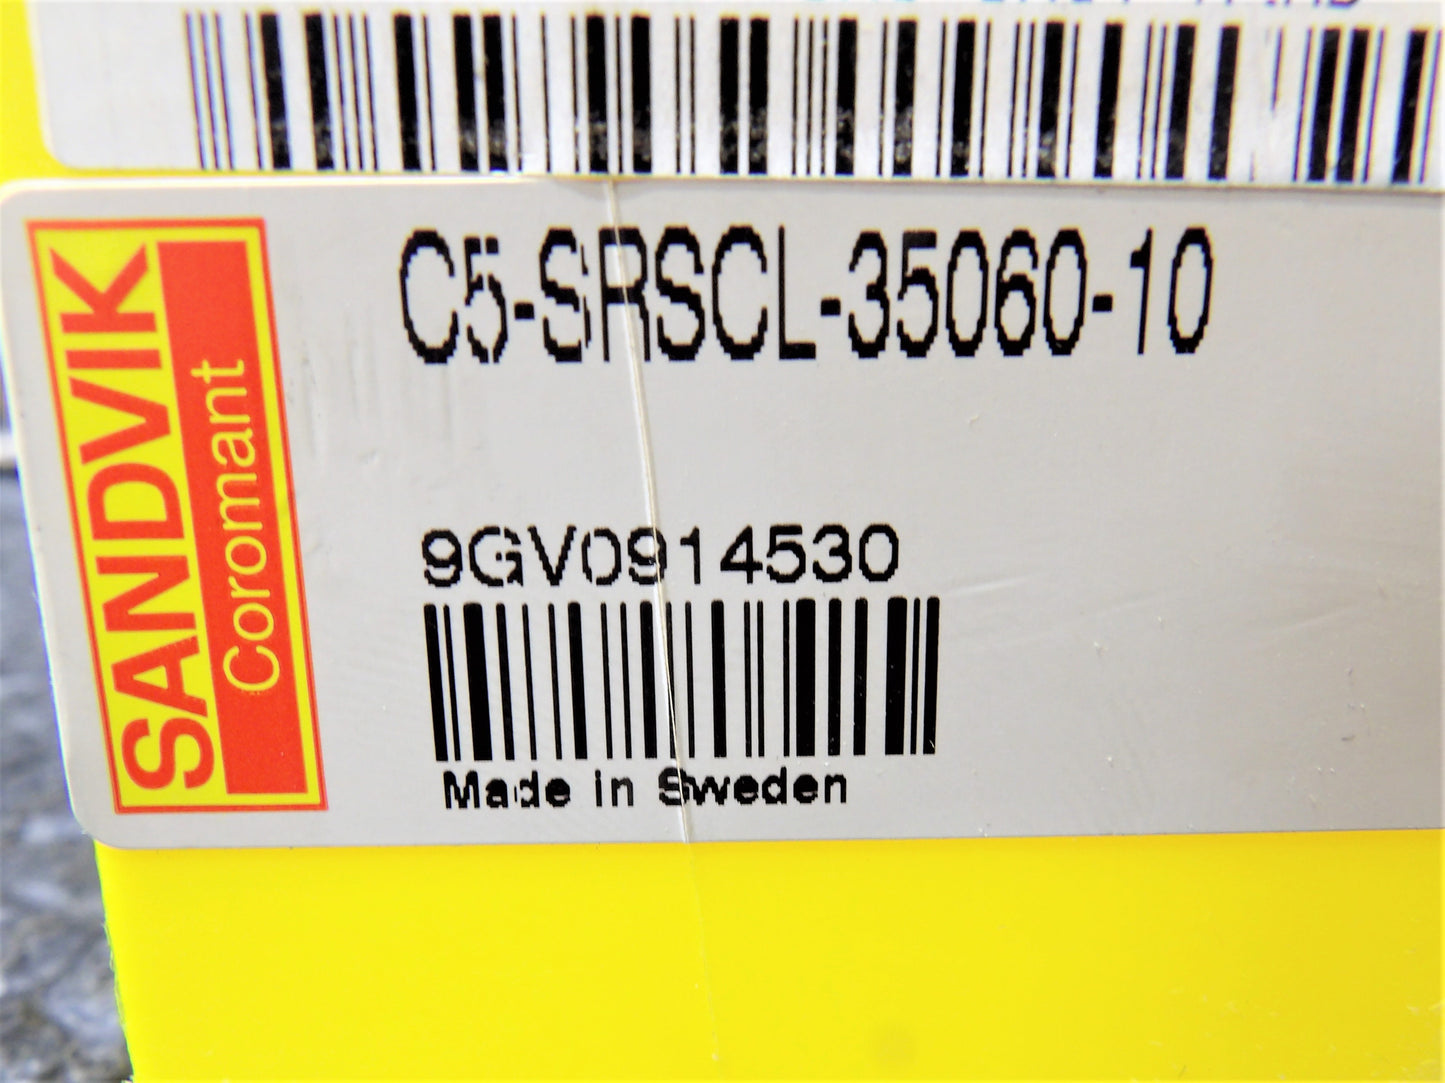 SANDVIK
Coromant
C5-SRSCL-35060-10
9GV0914530
Made in Sweden